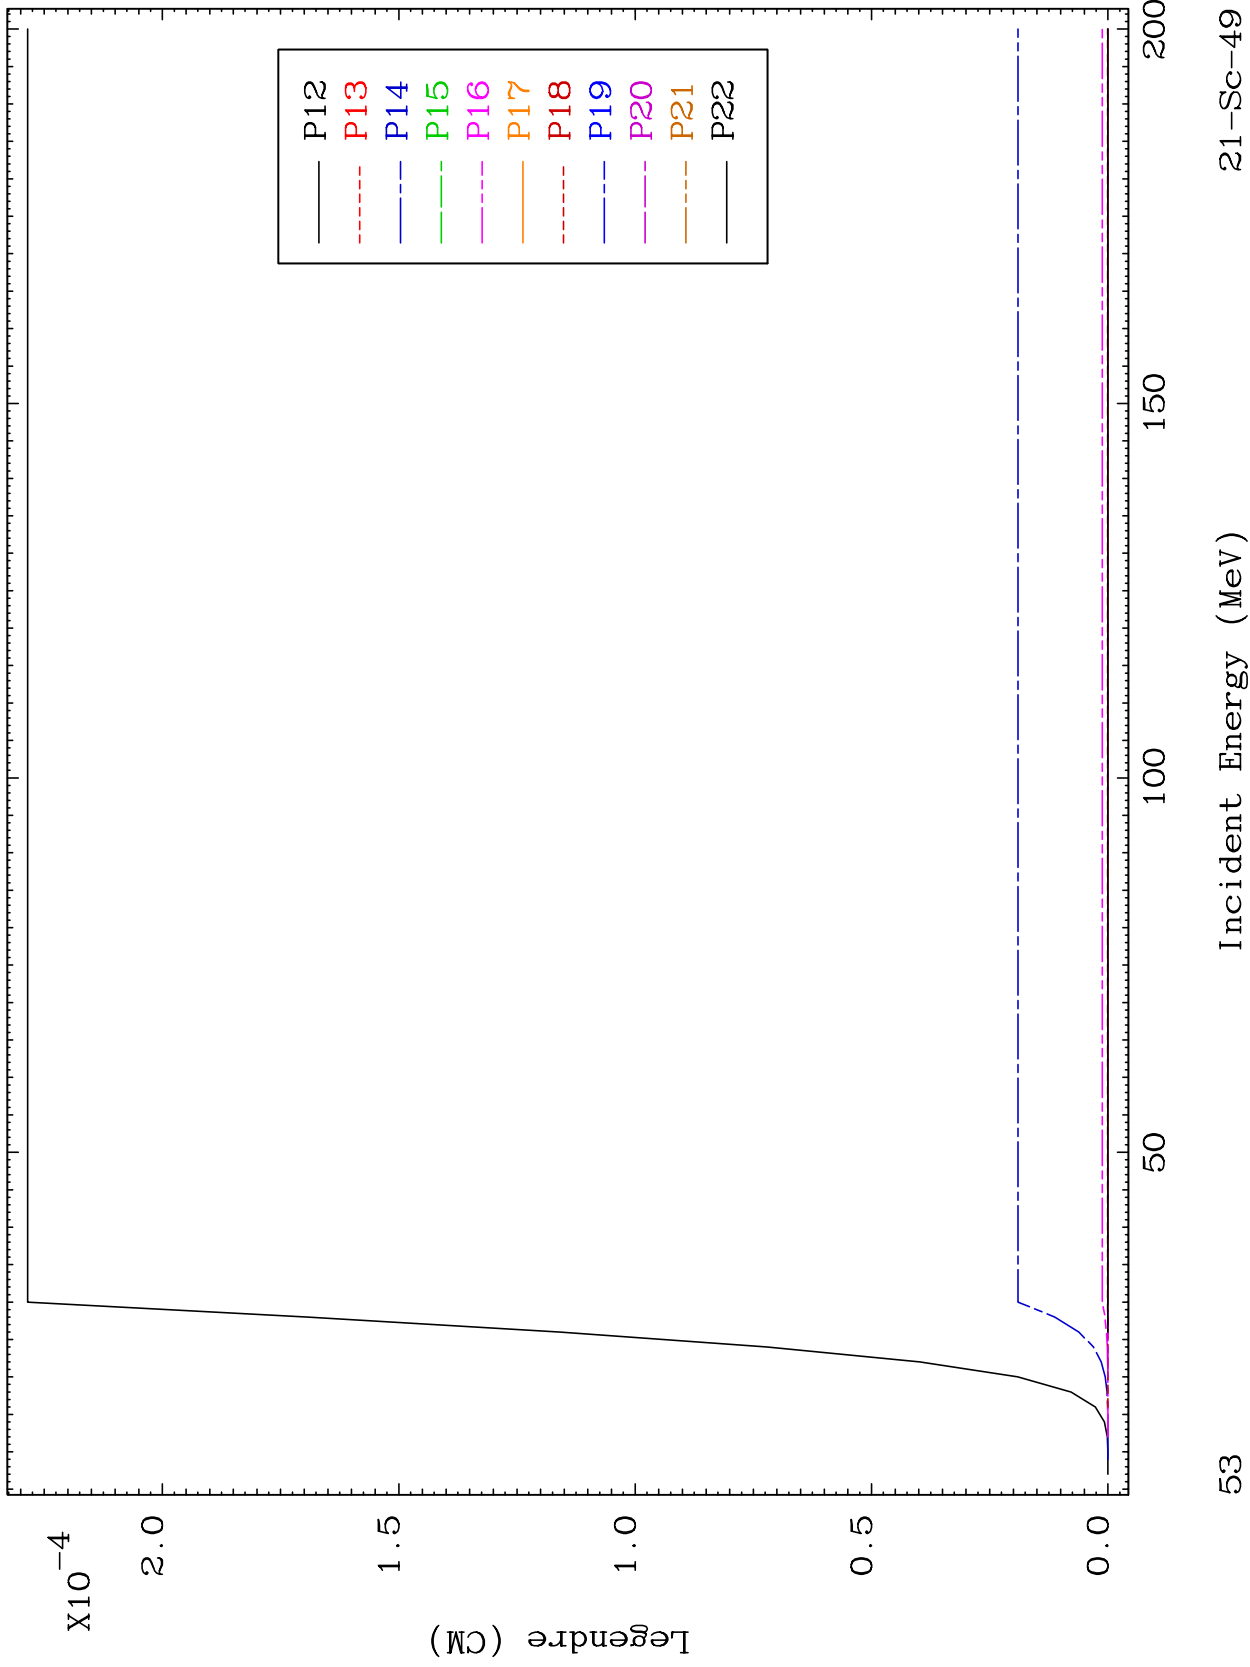 X10-4
2.0
1.5
1.0
0.5
0.0
Legendre (CM)
P12
P13
P14
P15
P16
P17
P18
P19
P20
P21
P22
50
100
150
200
53
Incident Energy (MeV)
21-Sc-49